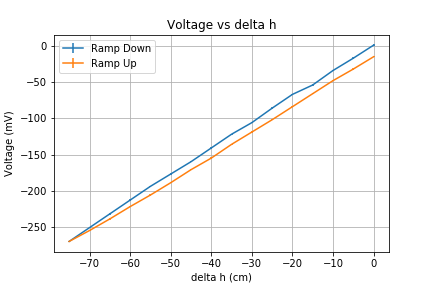 Voltage vs delta h
Ramp Down
Ramp Up
Voltage (mV)
0
−50
−100
−150
−200
−250
−70 −60 −50 −40 −30 −20 −10 0
delta h (cm)